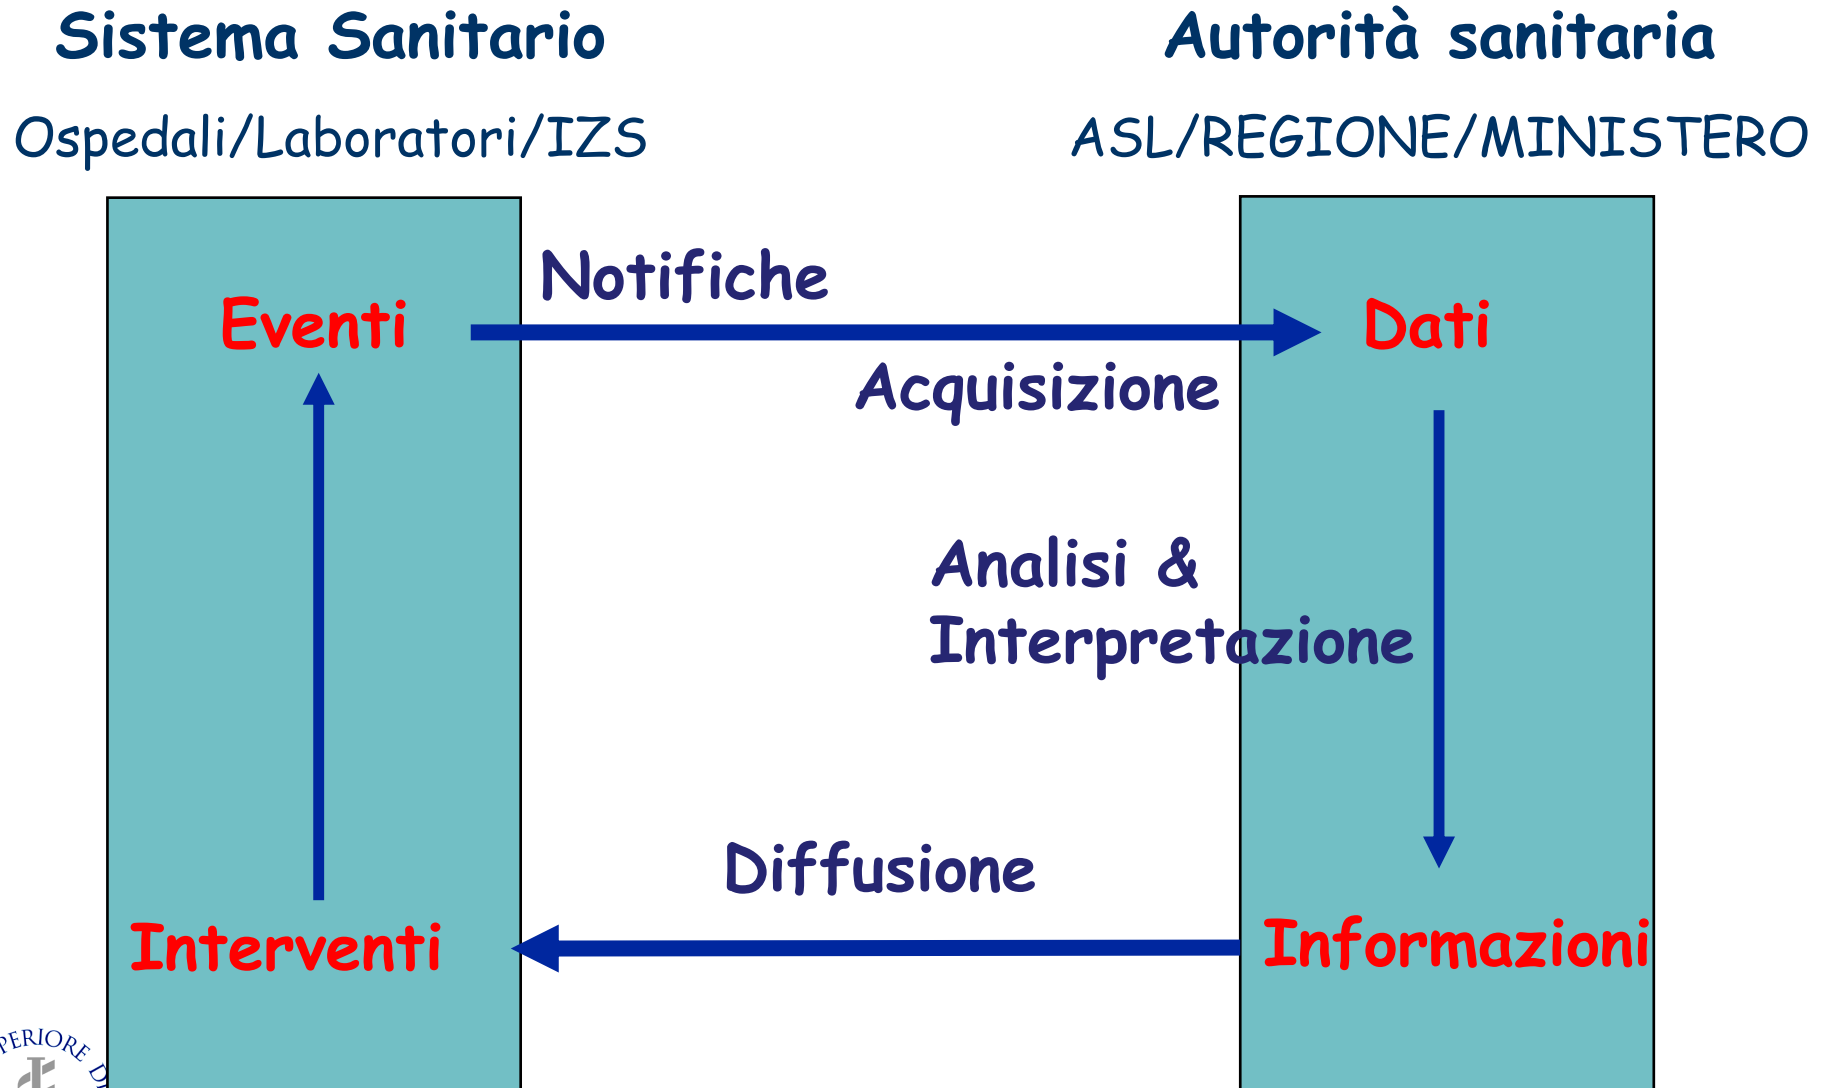 Sistema Sanitario
Autorità sanitaria
Ospedali/Laboratori/IZS
ASL/REGIONE/MINISTERO
Notifiche
Eventi
Dati
Acquisizione
Analisi &
Interpretazione
Diffusione
Interventi
Informazioni